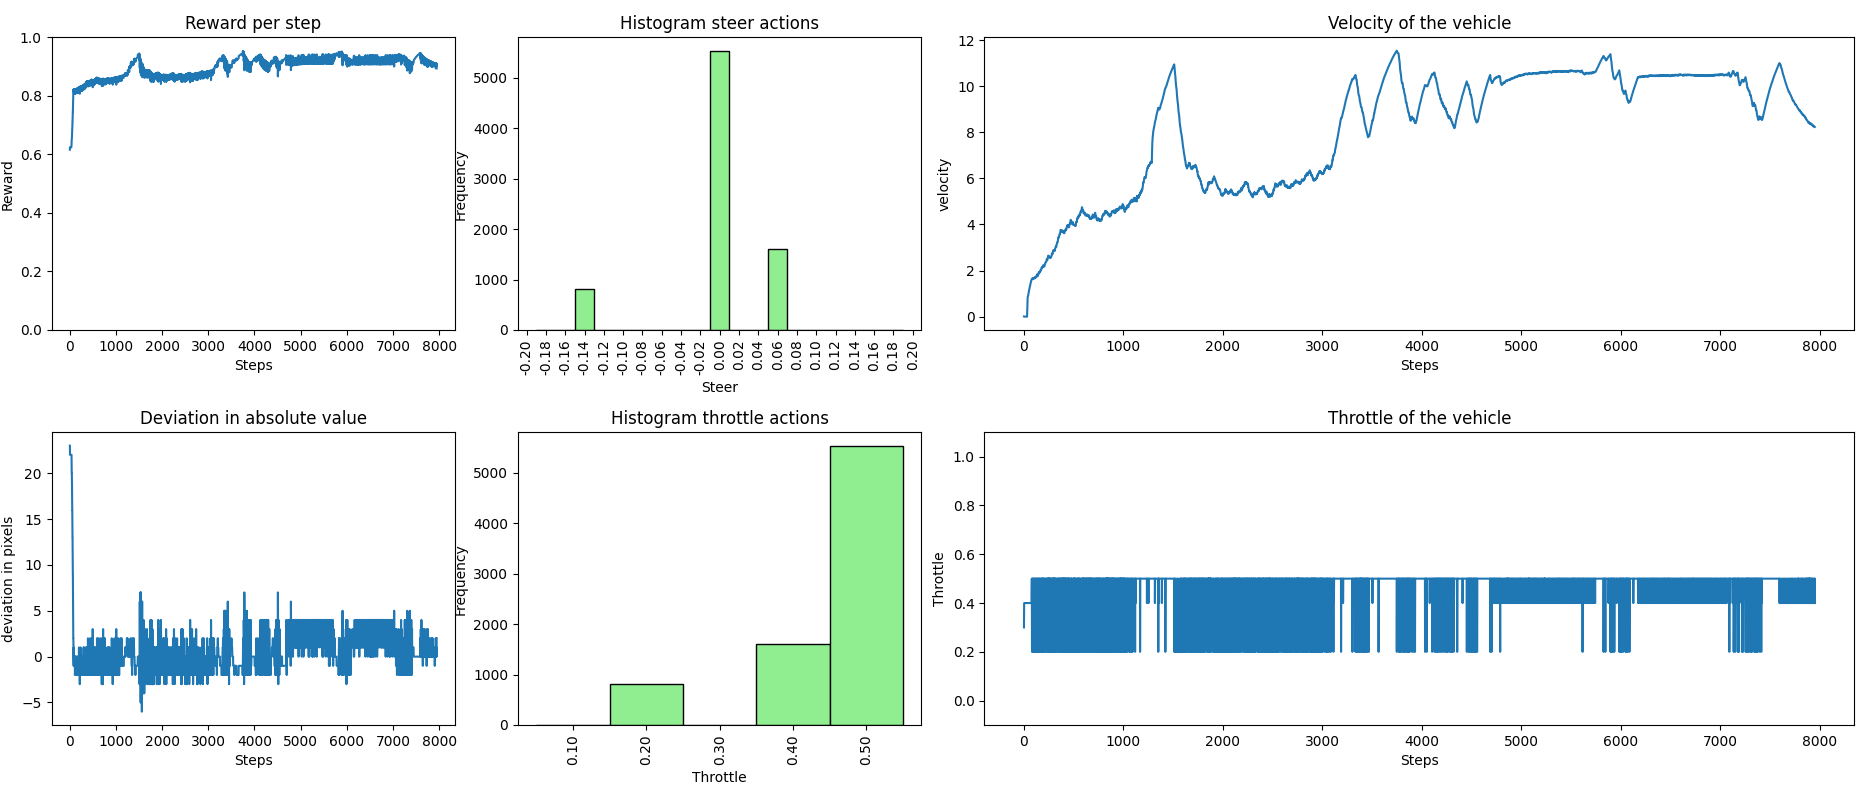 Reward per step
1.0
0.8
0.6
0.4
0.2
0.0
Reward
0 1000 2000 3000 4000 5000 6000 7000 8000
Steps
Histogram steer actions
5000
4000
3000
2000
1000
0
Frequency
-0.20 -0.18 -0.16 -0.14 -0.12 -0.10 -0.08 -0.06 -0.04 -0.02 0.00 0.02 0.04 0.06 0.08 0.10 0.12 0.14 0.16 0.18 0.20
Steer
Velocity of the vehicle
12
10
8
6
4
2
0
velocity
0 1000 2000 3000 4000 5000 6000 7000 8000
Steps
Deviation in absolute value
20
15
10
5
0
−5
deviation in pixels
0 1000 2000 3000 4000 5000 6000 7000 8000
Steps
Histogram throttle actions
5000
4000
3000
2000
1000
0
Frequency
0.10 0.20 0.30 0.40 0.50
Throttle
Throttle of the vehicle
1.0
0.8
0.6
0.4
0.2
0.0
Throttle
0 1000 2000 3000 4000 5000 6000 7000 8000
Steps